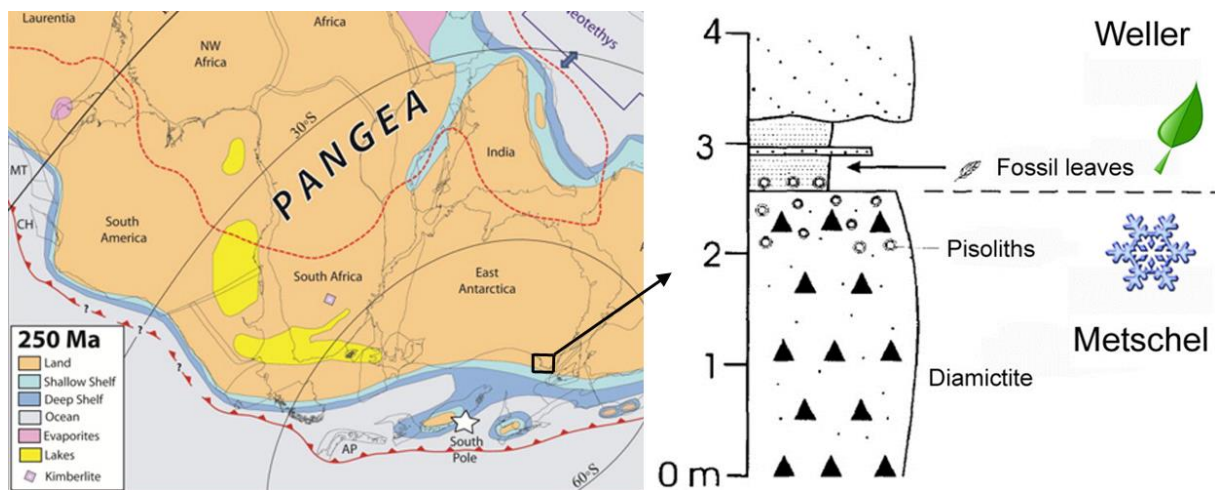 Laurentia
Africa
eotethys
NW
Africa
30°S
PANGEA
India
MT
CH
South
America
South Africa
East
Antarctica
?
?
?
250 Ma
Land
Shallow Shelf
Deep Shelf
Ocean
Evaporites
Lakes
Kimberlite
AP
South
Pole
60°S
4
3
2
1
0 m
Weller
Fossil leaves
Pisoliths
Metschel
Diamictite